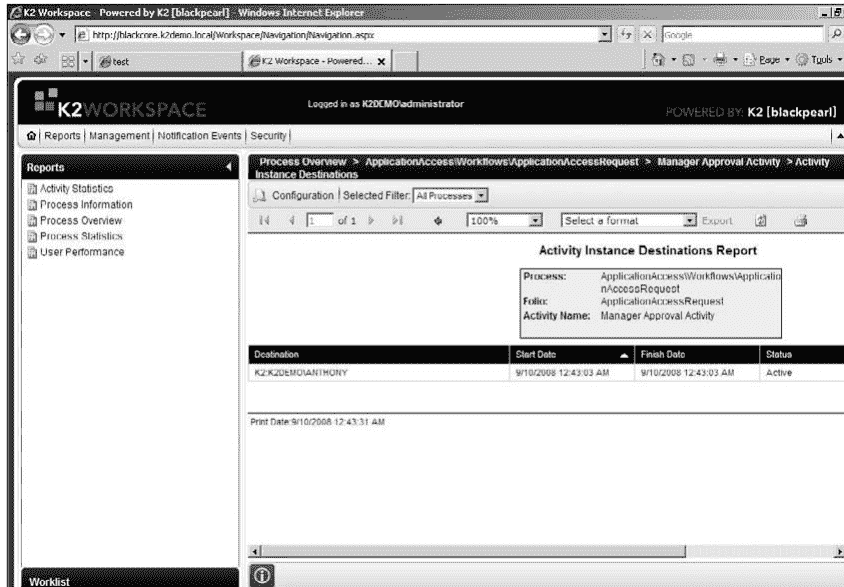 K2 Workspace - Powered by K2 [blackpearl] - Windows Internet Explorer
http://blackcore.k2demo.local/Workspace/Navigation/Navigation.aspx
Google
test
K2 Workspace - Powered... X
Page
Tools
K2WORKSPACE
Logged in as K2DEMO\administrator
POWERED BY: K2 [blackpearl]
Reports | Management | Notification Events | Security |
Reports
Activity Statistics
Process Information
Process Overview
Process Statistics
User Performance
Worklist
Process Overview > ApplicationAccess\Workflows\ApplicationAccessRequest > Manager Approval Activity > Activity
Instance Destinations
Configuration | Selected Filter: All Processes
1 of 1
100%
Select a format
Export
Activity Instance Destinations Report
Process: ApplicationAccess\Workflows\Applicatio
nAccessRequest
Folio: ApplicationAccessRequest
Activity Name: Manager Approval Activity
Destination Start Date Finish Date Status
K2:K2DEMO\ANTHONY 9/10/2008 12:43:03 AM 9/10/2008 12:43:03 AM Active
Print Date:9/10/2008 12:43:31 AM